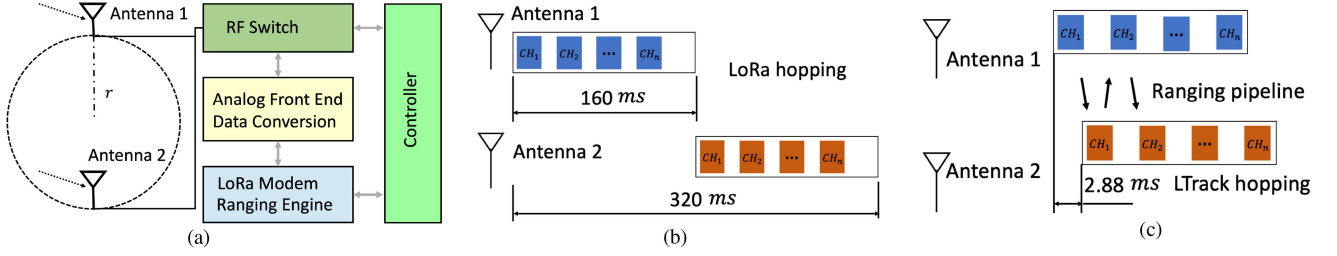 Antenna 1
r
Antenna 2
RF Switch
Analog Front End
Data Conversion
LoRa Modem
Ranging Engine
Controller
(a)
Antenna 1
CH1 CH2 ... CHn
LoRa hopping
160 ms
Antenna 2
CH1 CH2 ... CHn
320 ms
(b)
CH1 CH2 ... CHn
Antenna 1
Ranging pipeline
CH1 CH2 ... CHn
Antenna 2
2.88 ms
LTrack hopping
(c)